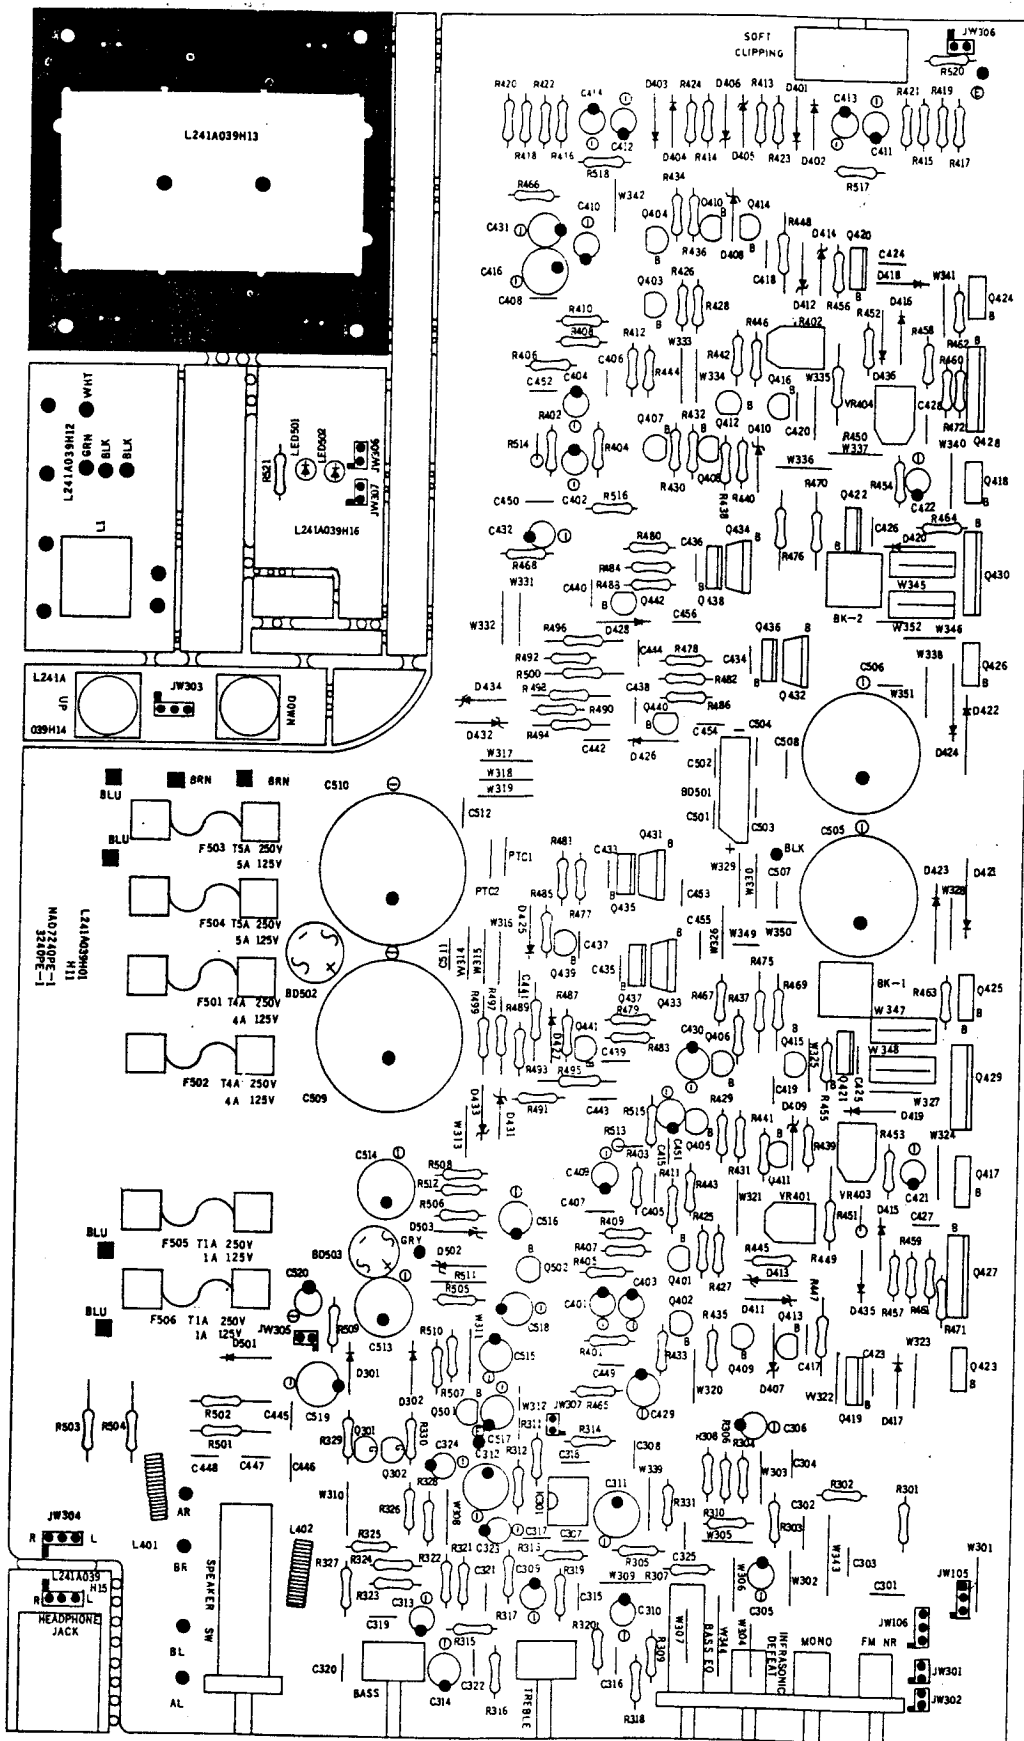 SOFT
CLIPPING
JW306
R520
E
L241A039H13
R420 R422 C414 D403 R424 D406 R413 D401 C413 R421 R419
R418 R416 C412 D404 R414 D405 R423 D402 C411 R415 R417
R518
R517
R434
R466
W342
C410
Q404
Q410
Q414
C431
R448
D414
Q420
C424
R436
D408
B
C416
C418
D418
W341
Q424
R426
Q403
D412
R456
D416
C408
R428
R452
R410
R408
R412
W333
R446
R402
R458
R462
R442
R460
R406
C406
R444
W334
Q416
W335
D436
C452
C404
VR404
C428
R472
WHT
L241A039H12
GRN
BLK
BLK
R402
Q407
R432
Q412
D410
C420
R450
W337
W340
Q428
R514
R404
R521
LED501
LED502
JW306
JW307
W336
R454
Q418
R430
R438
R440
R470
C450
C402
R516
C422
L241A039H16
C432
Q434
Q422
C426
R464
R480
C436
R476
D420
R468
L1
W331
R484
C440
R488
Q442
Q438
W345
Q430
BK-2
W332
R496
D428
C456
W352
W346
Q436
R492
C444
R478
C434
C506
W338
R500
R482
W351
Q426
L241A
JW303
UP
DOWN
039H14
D434
R498
C438
R486
Q432
R490
Q440
D422
D432
R494
C454
C504
C442
D426
C508
D424
W317
C502
W318
W319
BD501
BLU
BRN
BRN
C510
C512
C501
C503
C505
BLU
F503 T5A 250V
5A 125V
Q431
R481
C433
PTC1
BLK
W329
W330
C507
D423
D421
W328
PTC2
R485
R477
Q435
C453
L241A039H01
H11
NAD7240PE-1
3240PE-1
F504 T5A 250V
5A 125V
W316
D425
Q439
C437
C455
W326
W349
W350
BD502
C511
W314
W315
C441
C435
R475
Q437
Q433
BK-1
R463
Q425
F501 T4A 250V
4A 125V
R499
R497
R489
R487
R467
R437
R469
W347
R479
Q441
D427
R483
C430
Q406
Q415
W325
W348
Q429
R493
C439
F502 T4A 250V
4A 125V
R495
C419
Q421
C425
W327
C509
R491
C443
R429
R455
D433
D431
R515
R441
D409
D419
C451
Q405
W313
R513
R439
R453
W324
R403
C415
R431
Q411
Q417
C514
R508
C409
R411
R443
VR401
VR403
C421
R512
W321
D415
R506
C407
C405
R425
R451
C427
F505 T1A 250V
1A 125V
BLU
D503
C516
R409
R449
R459
BD503
GRY
D502
R407
R445
Q502
R405
Q401
R427
D413
Q427
C520
R511
C403
F506 T1A 250V
1A 125V
BLU
R505
C401
Q402
R435
D411
Q413
R447
D435
R457
R461
R471
JW305
R509
C518
D501
W311
C513
R510
C515
R401
R433
Q409
C417
C423
W323
D301
C449
W320
D407
W322
Q423
D302
R507
C519
R465
C429
Q419
D417
R503
R504
R502
C445
W312
JW307
R501
R329
Q301
R330
Q501
C517
R311
R314
R308
R306
R304
C306
Q302
C324
C312
R312
C316
C308
C448
C447
C446
R328
W339
W303
C304
C311
R302
R301
IC301
AR
W310
R326
W308
R331
R310
C302
JW304
R L
L401
L402
R325
C323
C317
C307
W305
R303
W301
BR
R327
R324
R322
R321
R313
R305
C325
W343
C303
L241A039
H15
R L
SPEAKER SW
R323
C321
C309
R319
W309
R307
W306
W302
JW105
HEADPHONE
JACK
C313
C315
C301
C319
R317
C310
C305
R315
R320
W307
BASS EQ
W344
W304
INFRASONIC
DEFEAT
MONO
FM NR
JW106
BL
C320
R309
C322
C316
JW301
AL
BASS
C314
R316
TREBLE
R318
JW302